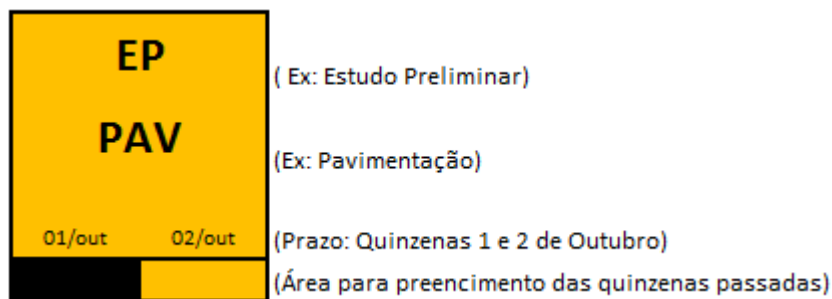 EP
( Ex: Estudo Preliminar)
PAV
(Ex: Pavimentação)
01/out 02/out (Prazo: Quinzenas 1 e 2 de Outubro)
(Área para preencimento das quinzenas passadas)